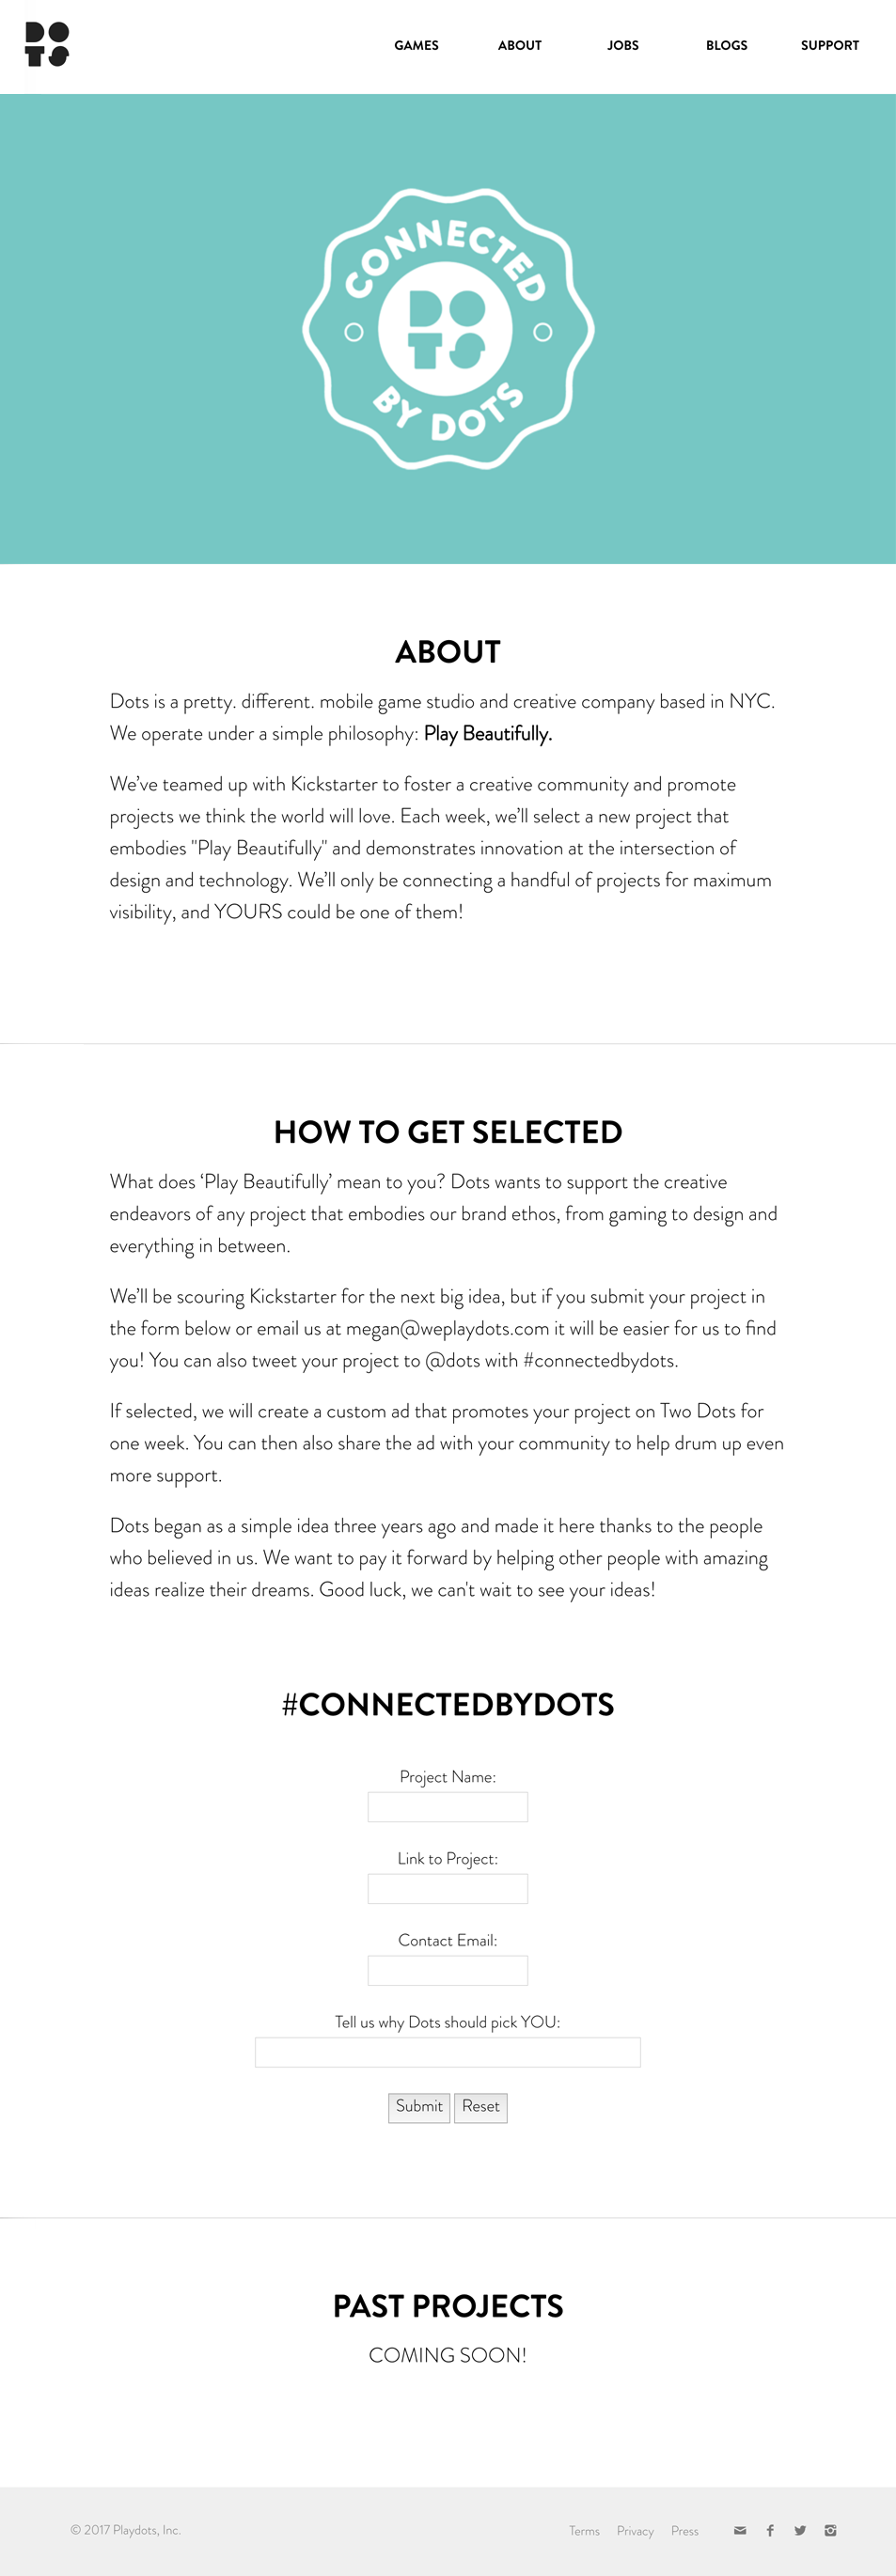 DOTS
GAMES ABOUT JOBS BLOGS SUPPORT
CONNECTED
DOTS
BY DOTS
ABOUT
Dots is a pretty. different. mobile game studio and creative company based in NYC.
We operate under a simple philosophy: Play Beautifully.
We’ve teamed up with Kickstarter to foster a creative community and promote
projects we think the world will love. Each week, we’ll select a new project that
embodies "Play Beautifully" and demonstrates innovation at the intersection of
design and technology. We’ll only be connecting a handful of projects for maximum
visibility, and YOURS could be one of them!
HOW TO GET SELECTED
What does ‘Play Beautifully’ mean to you? Dots wants to support the creative
endeavors of any project that embodies our brand ethos, from gaming to design and
everything in between.
We’ll be scouring Kickstarter for the next big idea, but if you submit your project in
the form below or email us at megan@weplaydots.com it will be easier for us to find
you! You can also tweet your project to @dots with #connectedbydots.
If selected, we will create a custom ad that promotes your project on Two Dots for
one week. You can then also share the ad with your community to help drum up even
more support.
Dots began as a simple idea three years ago and made it here thanks to the people
who believed in us. We want to pay it forward by helping other people with amazing
ideas realize their dreams. Good luck, we can't wait to see your ideas!
#CONNECTEDBYDOTS
Project Name:
Link to Project:
Contact Email:
Tell us why Dots should pick YOU:
Submit Reset
PAST PROJECTS
COMING SOON!
© 2017 Playdots, Inc. Terms Privacy Press